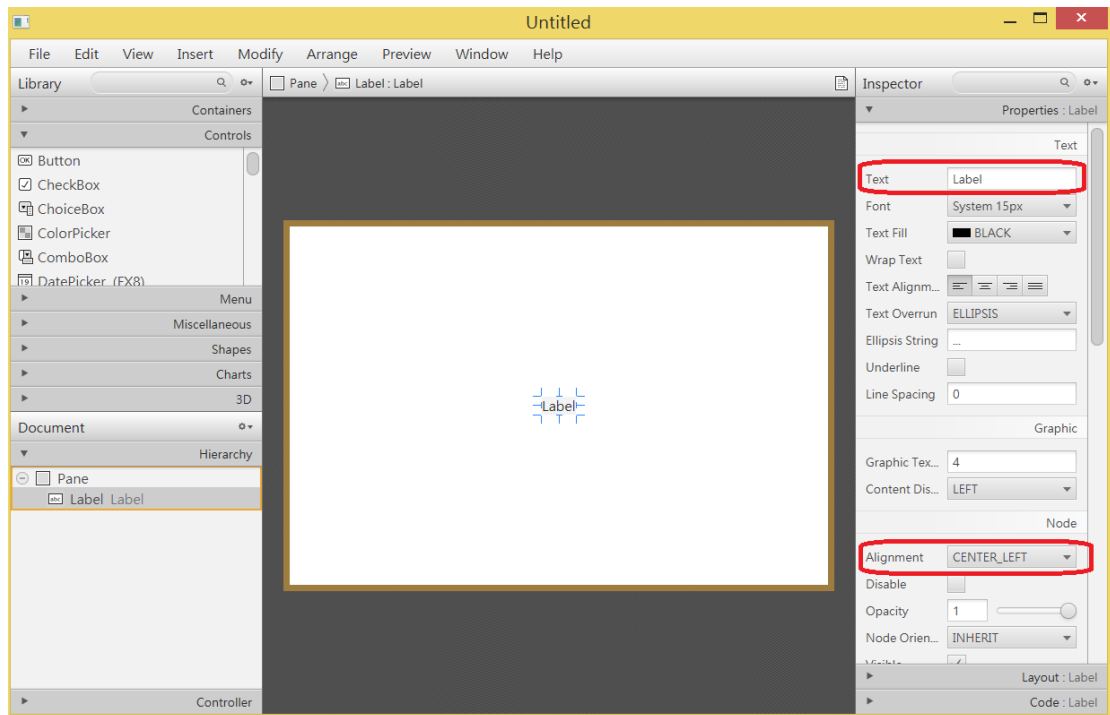 Untitled
File Edit View Insert Modify Arrange Preview Window Help
Library
Pane Label : Label
Inspector
Containers
Controls
OK Button
CheckBox
ChoiceBox
ColorPicker
ComboBox
19 DatePicker (FX8)
Menu
Miscellaneous
Shapes
Charts
3D
Document
Hierarchy
Pane
abc Label Label
Controller
Label
Properties : Label
Text
Text Label
Font System 15px
Text Fill BLACK
Wrap Text
Text Alignm...
Text Overrun ELLIPSIS
Ellipsis String ...
Underline
Line Spacing 0
Graphic
Graphic Tex... 4
Content Dis... LEFT
Node
Alignment CENTER_LEFT
Disable
Opacity 1
Node Orien... INHERIT
Visible
Layout : Label
Code : Label